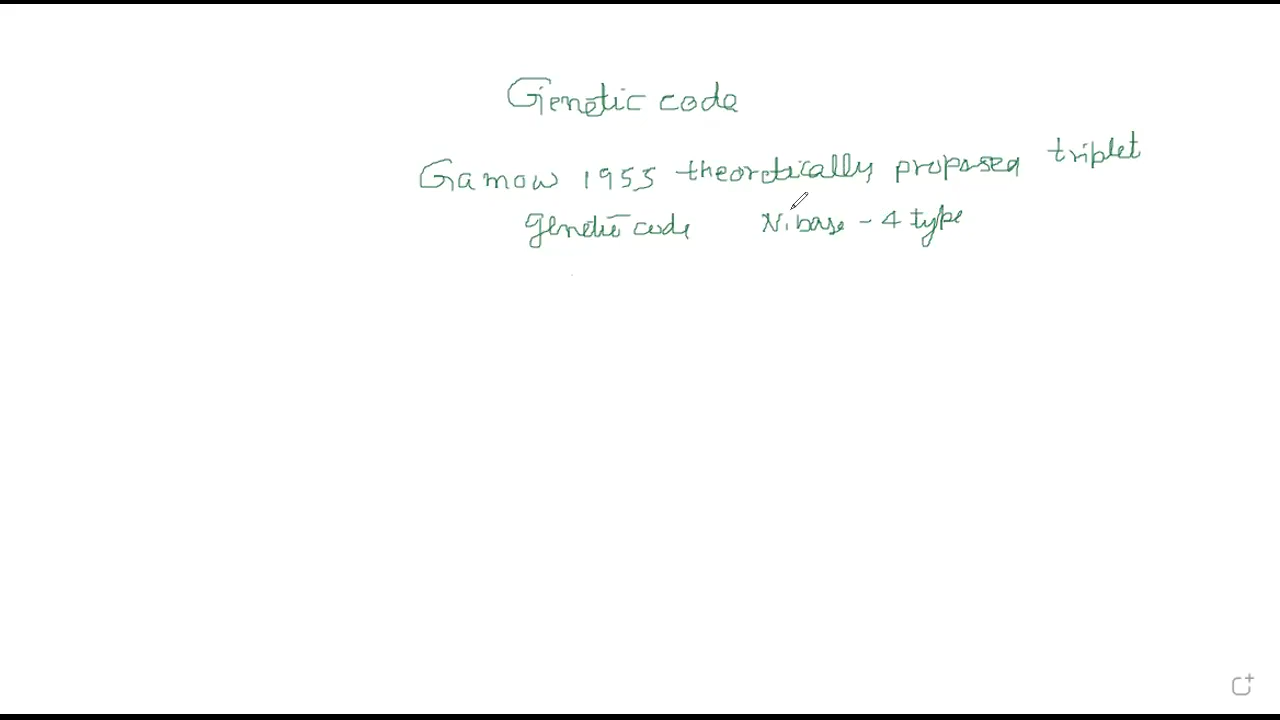 Genetic code
Gamow 1955 theoretically proposed triplet
genetic code N.base - 4 type